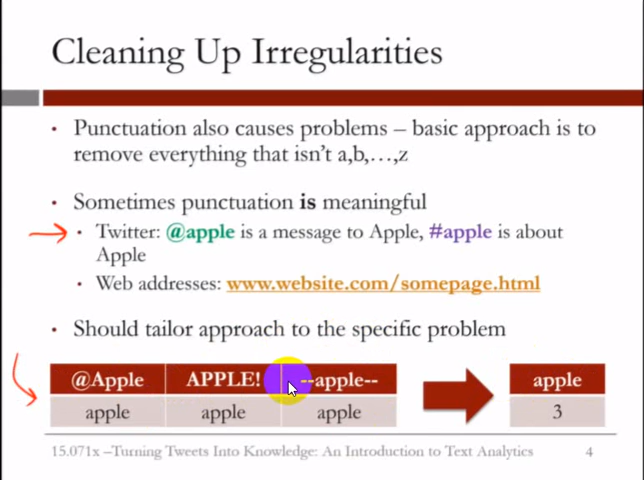 Cleaning Up Irregularities
• Punctuation also causes problems – basic approach is to
remove everything that isn't a,b,…,z
• Sometimes punctuation is meaningful
• Twitter: @apple is a message to Apple, #apple is about
Apple
• Web addresses: www.website.com/somepage.html
• Should tailor approach to the specific problem
@Apple APPLE! --apple-- apple
apple apple apple 3
15.071x –Turning Tweets Into Knowledge: An Introduction to Text Analytics 4